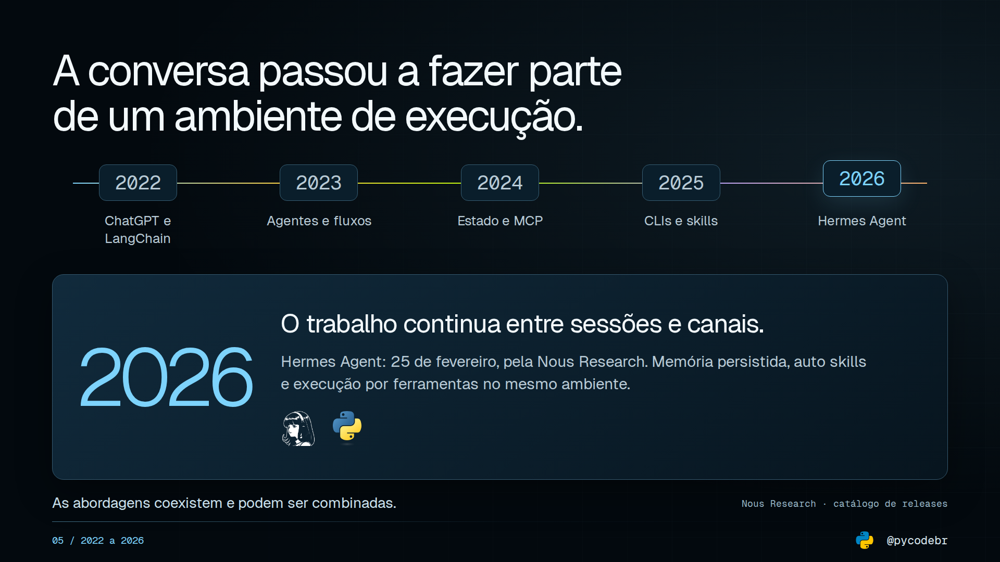 A conversa passou a fazer parte
de um ambiente de execução.
2022
2023
2024
2025
2026
ChatGPT e
LangChain
Agentes e fluxos
Estado e MCP
CLIs e skills
Hermes Agent
2026
O trabalho continua entre sessões e canais.
Hermes Agent: 25 de fevereiro, pela Nous Research. Memória persistida, auto skills
e execução por ferramentas no mesmo ambiente.
As abordagens coexistem e podem ser combinadas.
Nous Research · catálogo de releases
05 / 2022 a 2026
@pycodebr